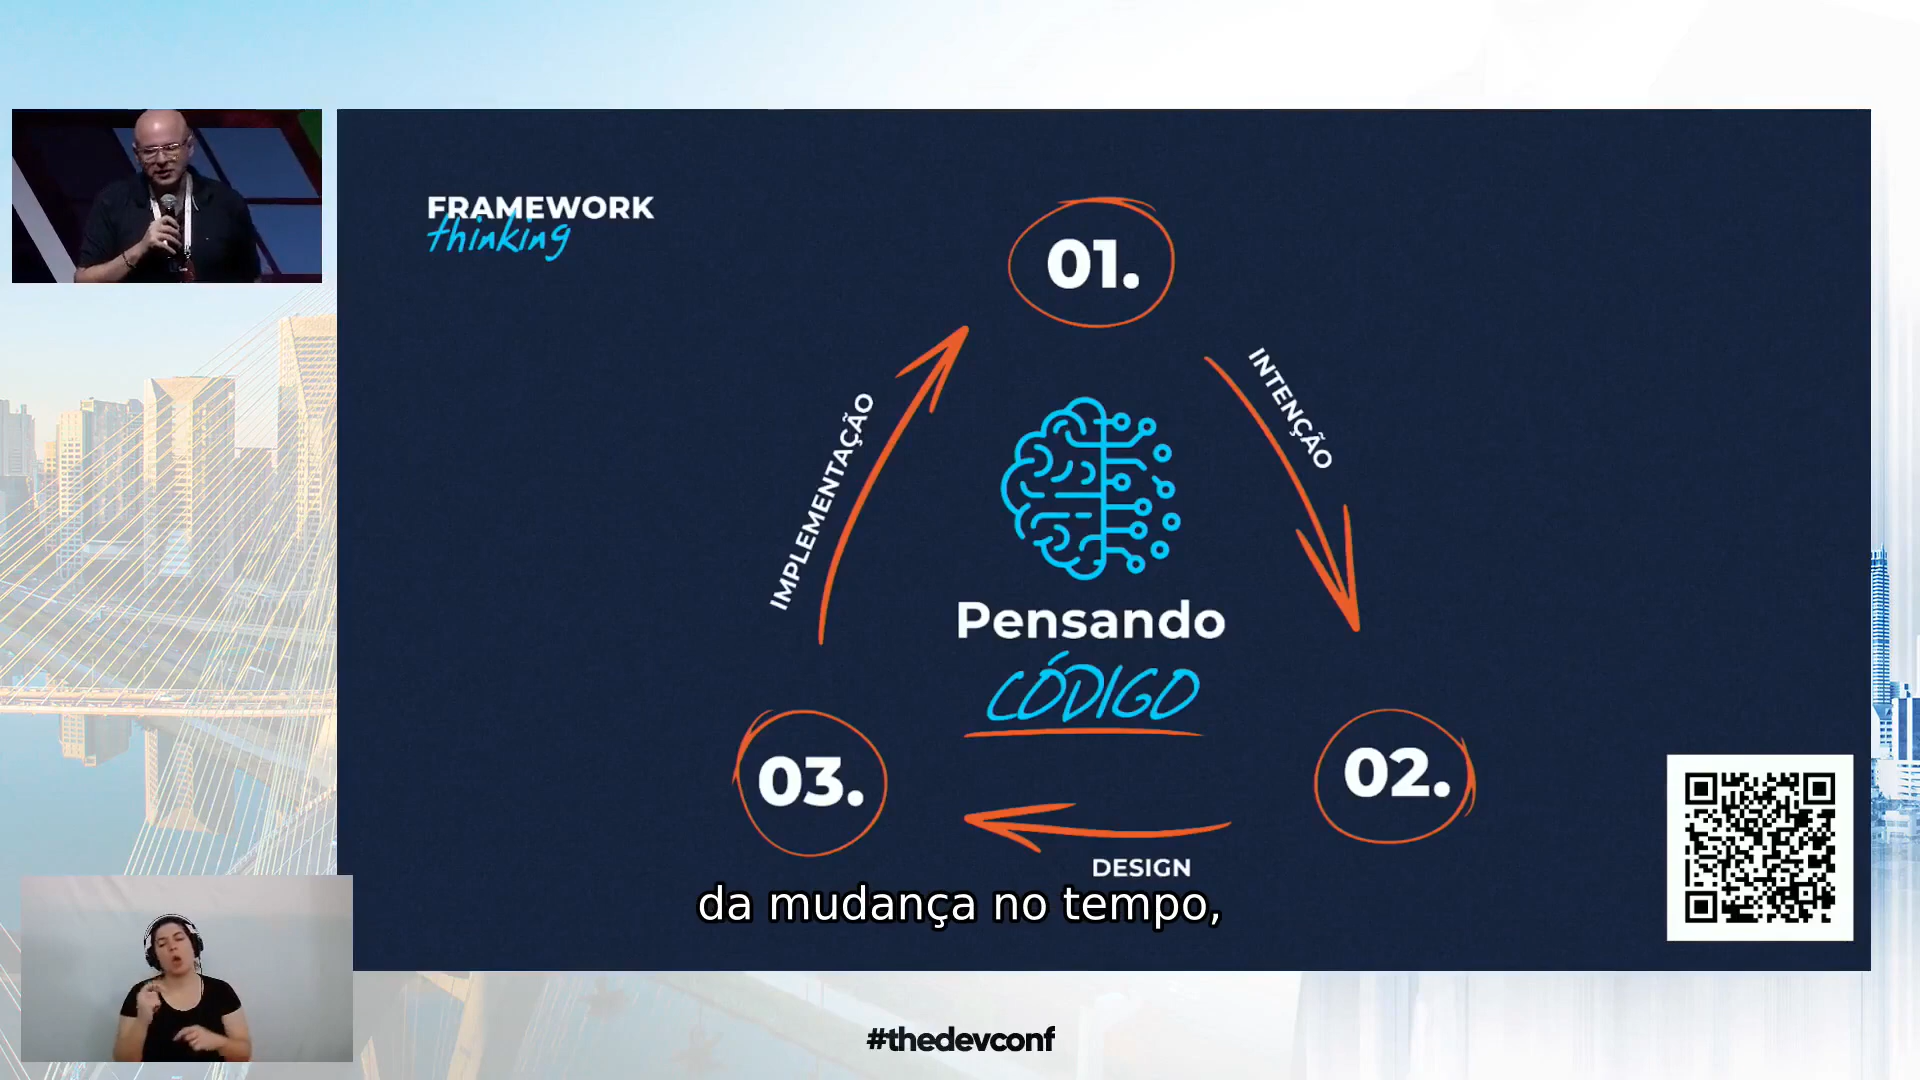 FRAMEWORK
thinking
01.
INTENÇÃO
IMPLEMENTAÇÃO
Pensando
CÓDIGO
03.
02.
DESIGN
da mudança no tempo,
#thedevconf